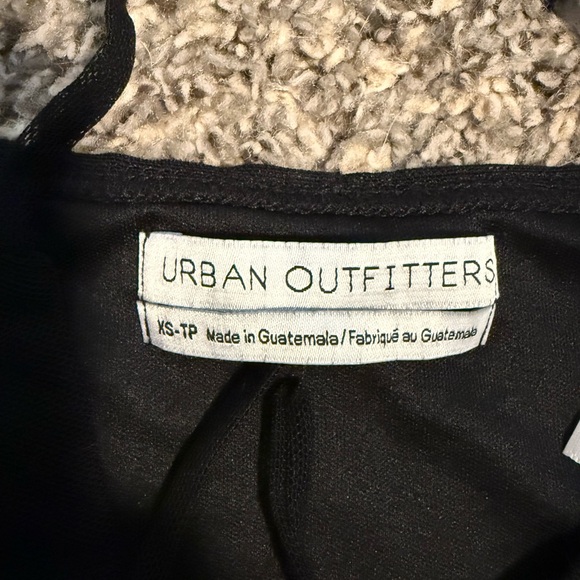 URBAN OUTFITTERS
XS-TP Made in Guatemala/Fabriqué au Guatemala